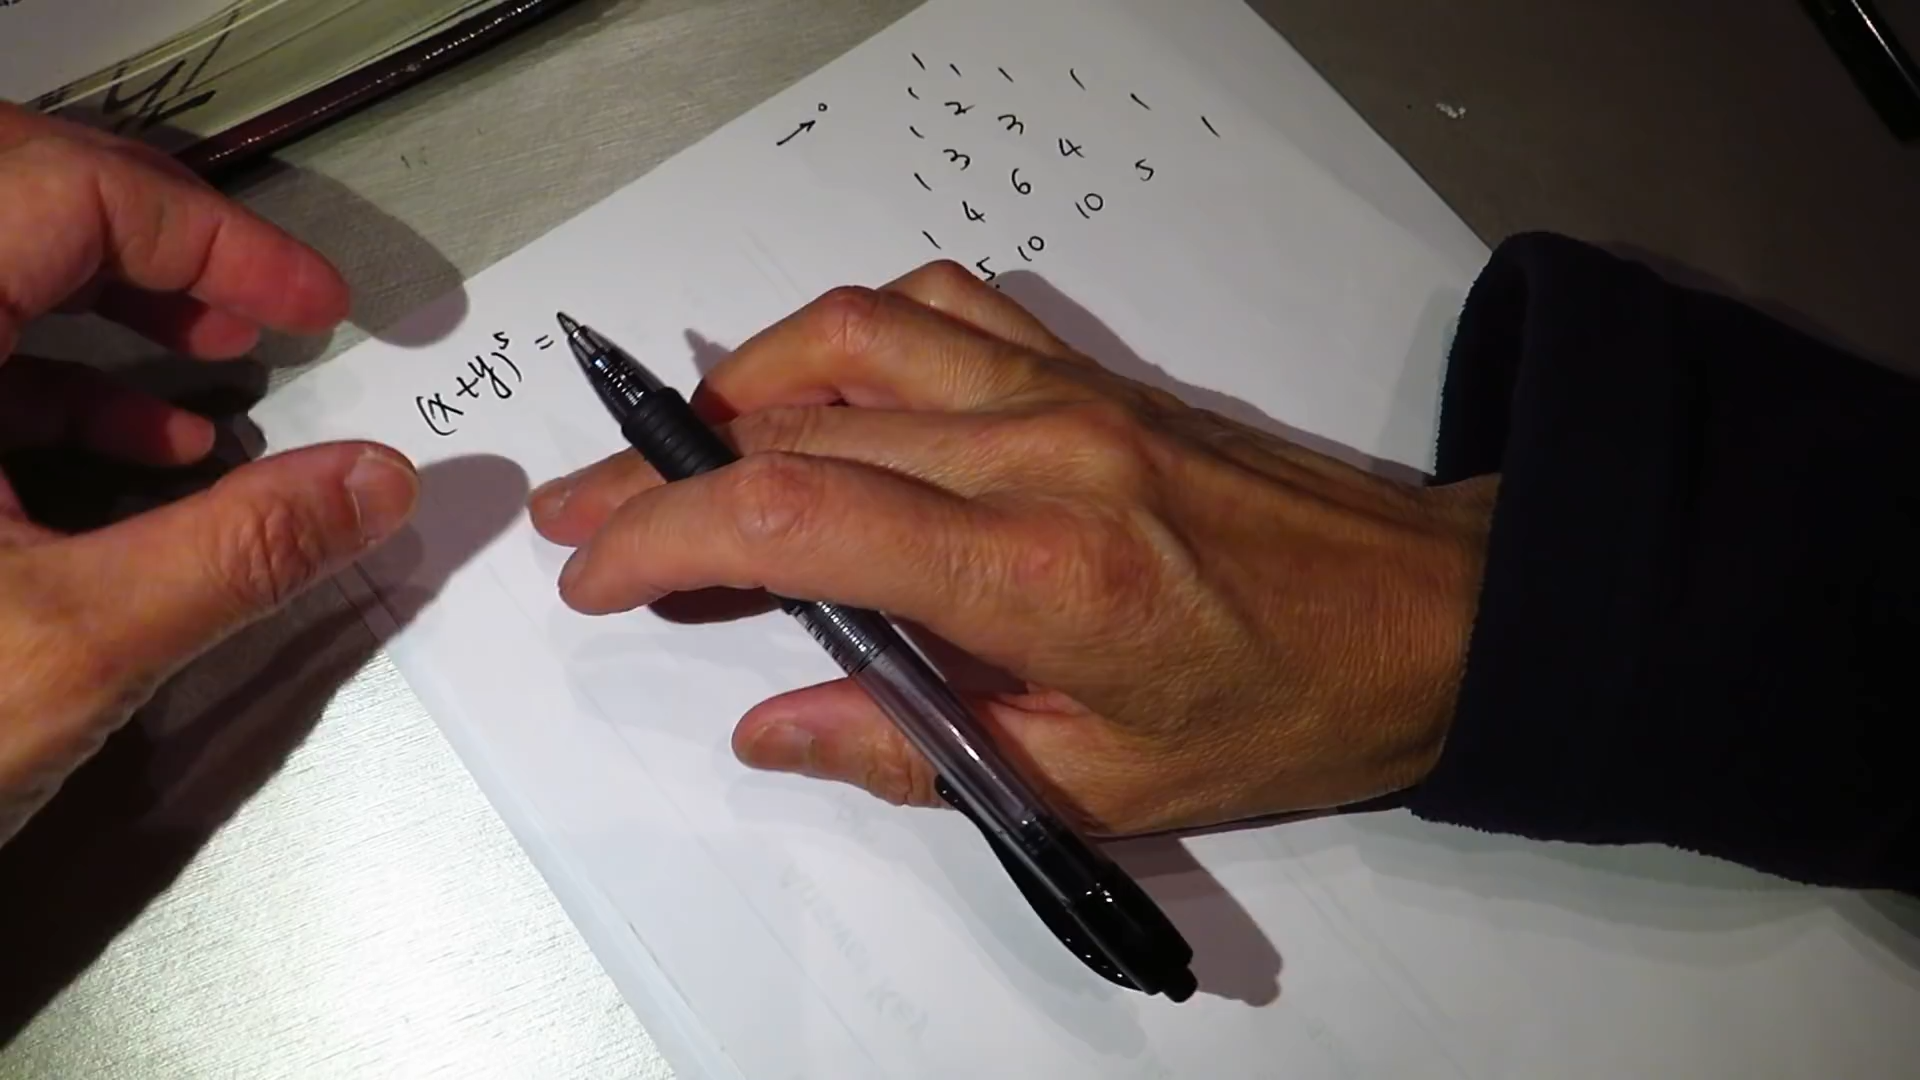 → 0
1
1 1
1 2 1
1 3 3 1
1 4 6 4 1
5 10 10 5 1
(x+y)⁵ =